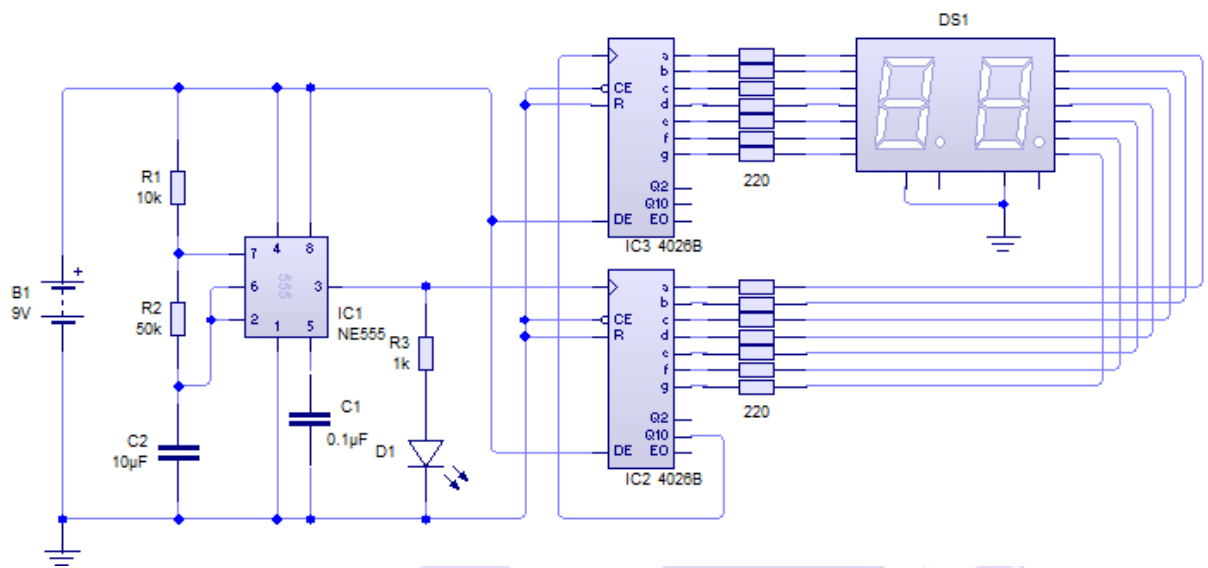 DS1
a
b
c
d
e
f
g
CE
R
Q2
Q10
DE EO
IC3 4026B
220
R1
10k
4 8
7
6 555 3
2
1 5
IC1
NE555
B1
9V
+
R2
50k
R3
1k
C1
0.1µF
C2
10µF
D1
a
b
c
d
e
f
g
CE
R
Q2
Q10
DE EO
IC2 4026B
220